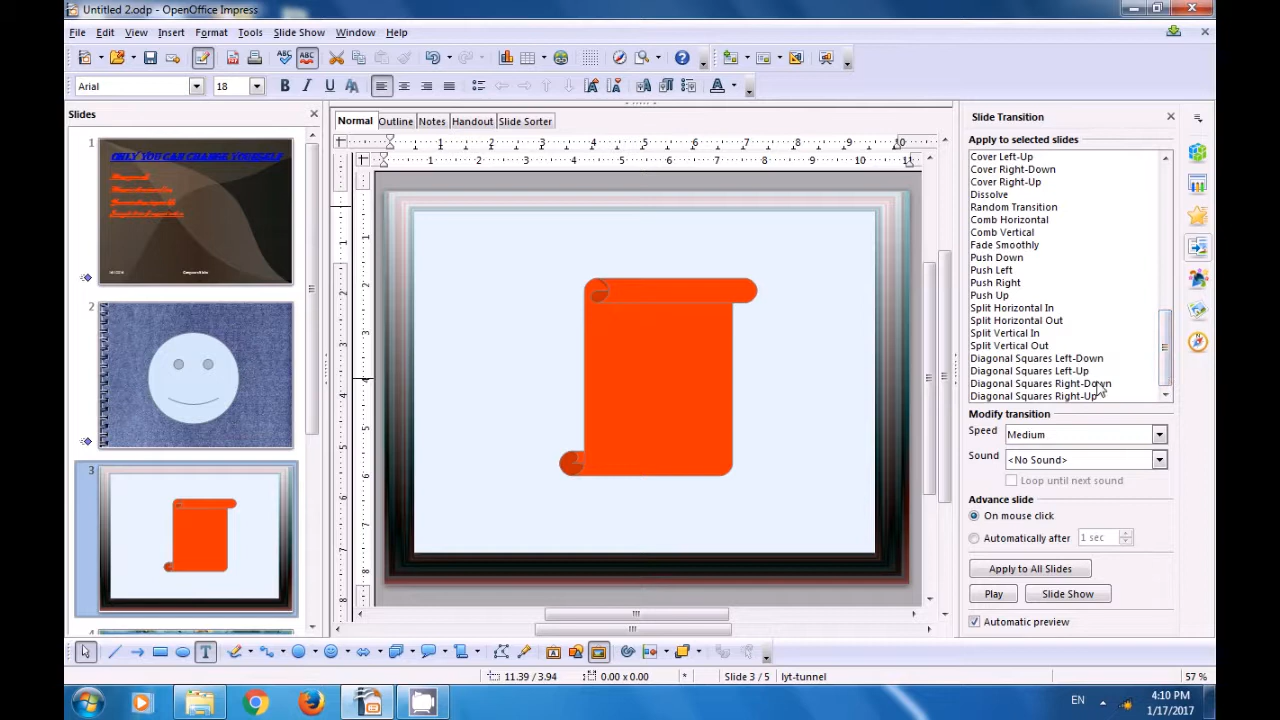 Untitled 2.odp - OpenOffice Impress
File Edit View Insert Format Tools Slide Show Window Help
Arial 18
Slides
Normal Outline Notes Handout Slide Sorter
Slide Transition
Apply to selected slides
1
ONLY YOU CAN CHANGE YOURSELF
2
3
4
Cover Left-Up
Cover Right-Down
Cover Right-Up
Dissolve
Random Transition
Comb Horizontal
Comb Vertical
Fade Smoothly
Push Down
Push Left
Push Right
Push Up
Split Horizontal In
Split Horizontal Out
Split Vertical In
Split Vertical Out
Diagonal Squares Left-Down
Diagonal Squares Left-Up
Diagonal Squares Right-Down
Diagonal Squares Right-Up
Modify transition
Speed Medium
Sound <No Sound>
Loop until next sound
Advance slide
On mouse click
Automatically after 1 sec
Apply to All Slides
Play Slide Show
Automatic preview
11.39 / 3.94 0.00 x 0.00 * Slide 3 / 5 lyt-tunnel 57 %
EN 4:10 PM
1/17/2017